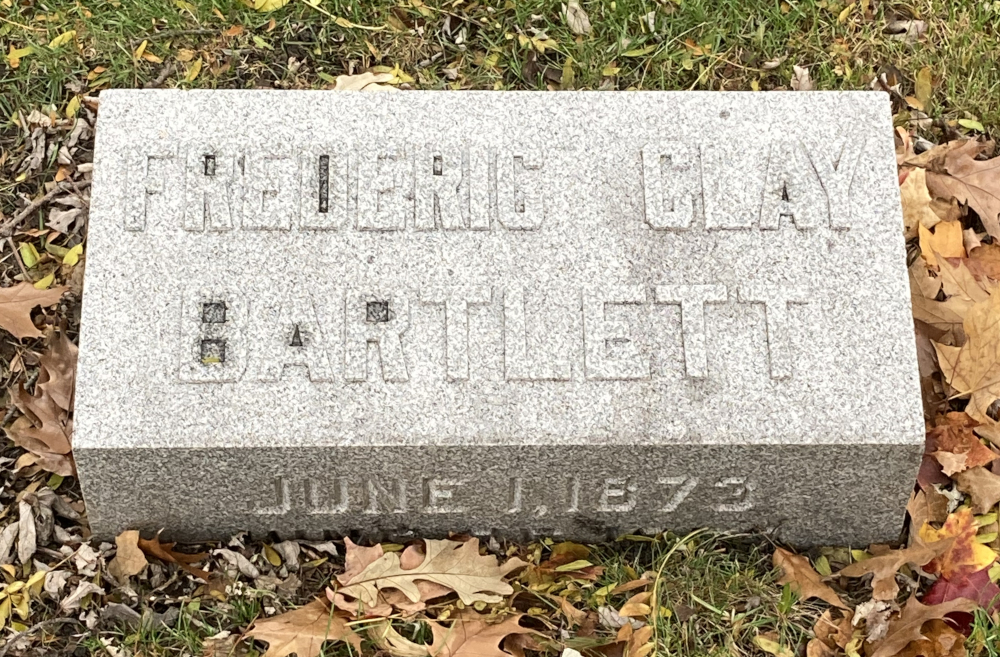 FREDERIC CLAY
BARTLETT
JUNE 1, 1873